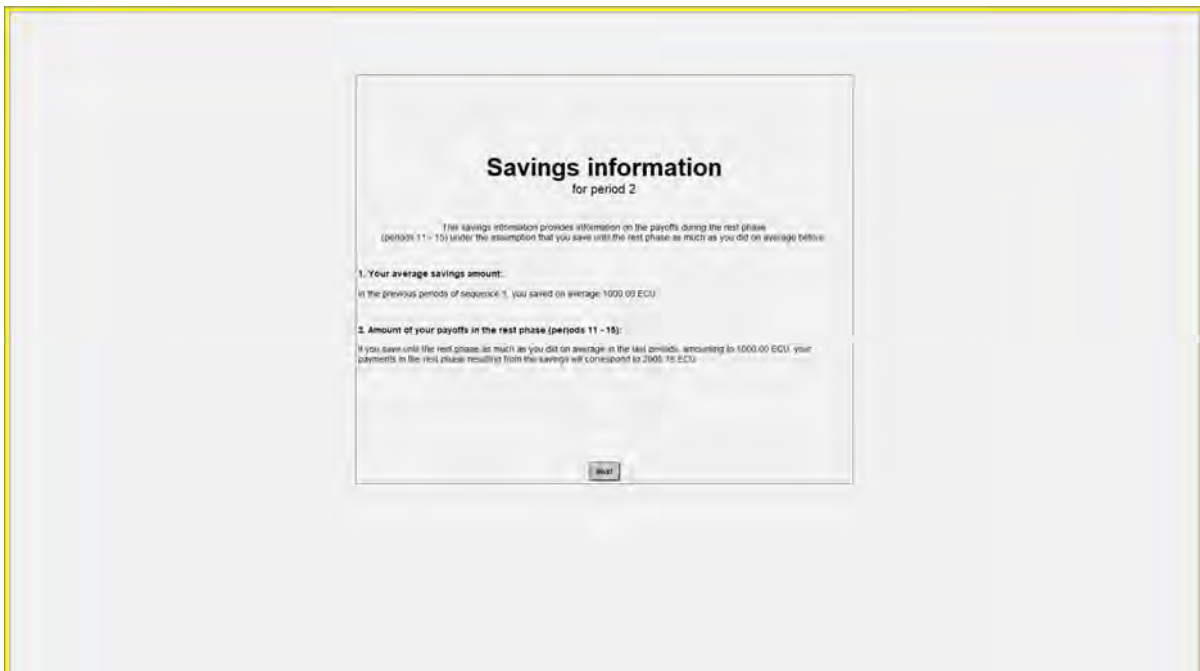 Savings information
for period 2
This savings information provides information on the payoffs during the rest phase
(periods 11 - 15) under the assumption that you save until the rest phase as much as you did on average before.
1. Your average savings amount:
In the previous periods of sequence 1, you saved on average 1000.00 ECU.
2. Amount of your payoffs in the rest phase (periods 11 - 15):
If you save until the rest phase as much as you did on average in the last periods, amounting to 1000.00 ECU, your
payments in the rest phase resulting from the savings will correspond to ECU.
Next